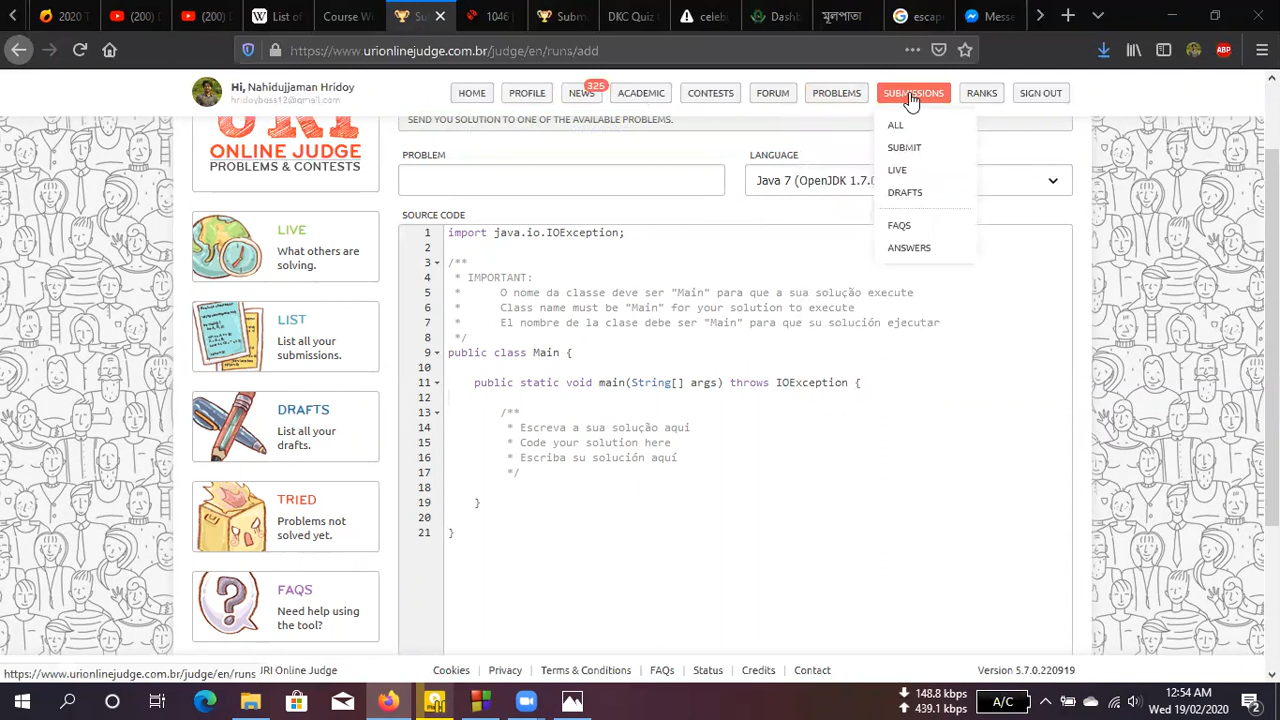 2020 T
(200)
(200)
List of
Course W
Su
1046
Subm
DKC Quiz
celebi
Dashb
মূলপাতা
escape
Messe
https://www.urionlinejudge.com.br/judge/en/runs/add
ABP
Hi, Nahidujjaman Hridoy
hridoyboss12@gmail.com
HOME
PROFILE
NEWS
325
ACADEMIC
CONTESTS
FORUM
PROBLEMS
SUBMISSIONS
RANKS
SIGN OUT
ALL
SUBMIT
LIVE
DRAFTS
FAQS
ANSWERS
URI
ONLINE JUDGE
PROBLEMS & CONTESTS
SEND YOU SOLUTION TO ONE OF THE AVAILABLE PROBLEMS.
PROBLEM
LANGUAGE
Java 7 (OpenJDK 1.7.0
SOURCE CODE
LIVE
What others are
solving.
LIST
List all your
submissions.
DRAFTS
List all your
drafts.
TRIED
Problems not
solved yet.
FAQS
Need help using
the tool?
1 import java.io.IOException;
2
3 /**
4 * IMPORTANT:
5 * O nome da classe deve ser "Main" para que a sua solução execute
6 * Class name must be "Main" for your solution to execute
7 * El nombre de la clase debe ser "Main" para que su solución ejecutar
8 */
9 public class Main {
10
11 public static void main(String[] args) throws IOException {
12
13 /**
14 * Escreva a sua solução aqui
15 * Code your solution here
16 * Escriba su solución aquí
17 */
18
19 }
20
21 }
https://www.urionlinejudge.com.br/judge/en/runs
URI Online Judge
Cookies | Privacy | Terms & Conditions | FAQs | Status | Credits | Contact
Version 5.7.0.220919
148.8 kbps
439.1 kbps
A/C
12:54 AM
Wed 19/02/2020
2